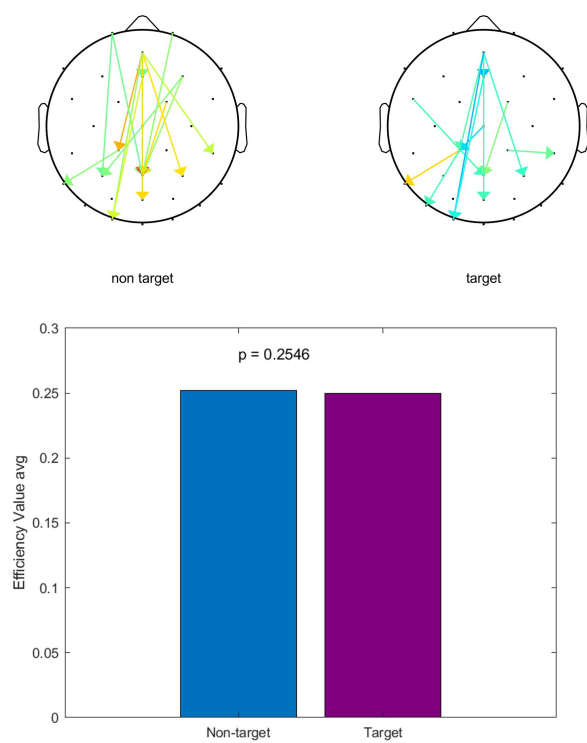 non target
target
0.3
p = 0.2546
0.25
0.2
0.15
0.1
0.05
0
Efficiency Value avg
Non-target
Target